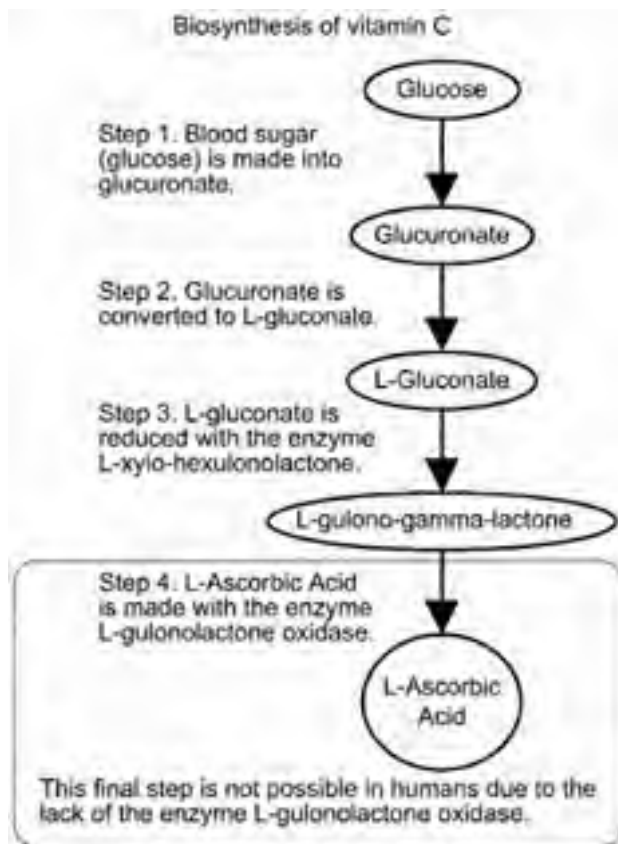 Biosynthesis of vitamin C
Glucose
Step 1. Blood sugar
(glucose) is made into
glucuronate.
Glucuronate
Step 2. Glucuronate is
converted to L-gluconale.
L-Gluconate
Step 3. L-gluconate is
reduced with the enzyme
L-xylo-hexulonolactone.
L-gulono-gamma-lactone
Step 4. L-Ascorbic Acid
is made with the enzyme
L-gulonolactone oxidase.
L-Ascorbic
Acid
This final step is not possible in humans due to the
lack of the enzyme L-gulonolactone oxidase.